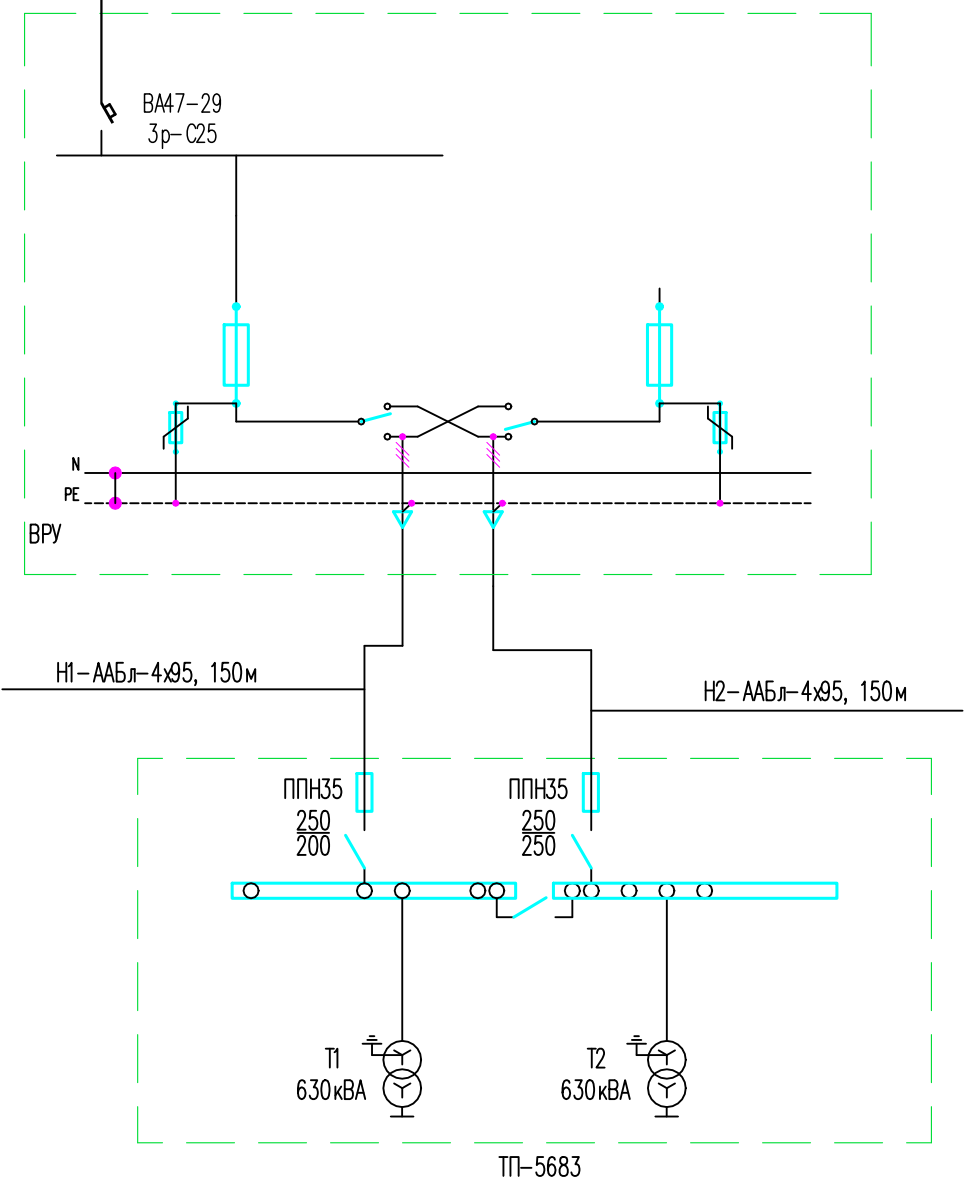 ВА47-29
3р-С25
N
PE
ВРУ
Н1-ААБл-4х95, 150м
Н2-ААБл-4х95, 150м
ППН35
250
200
ППН35
250
250
Т1
630кВА
Т2
630кВА
ТП-5683